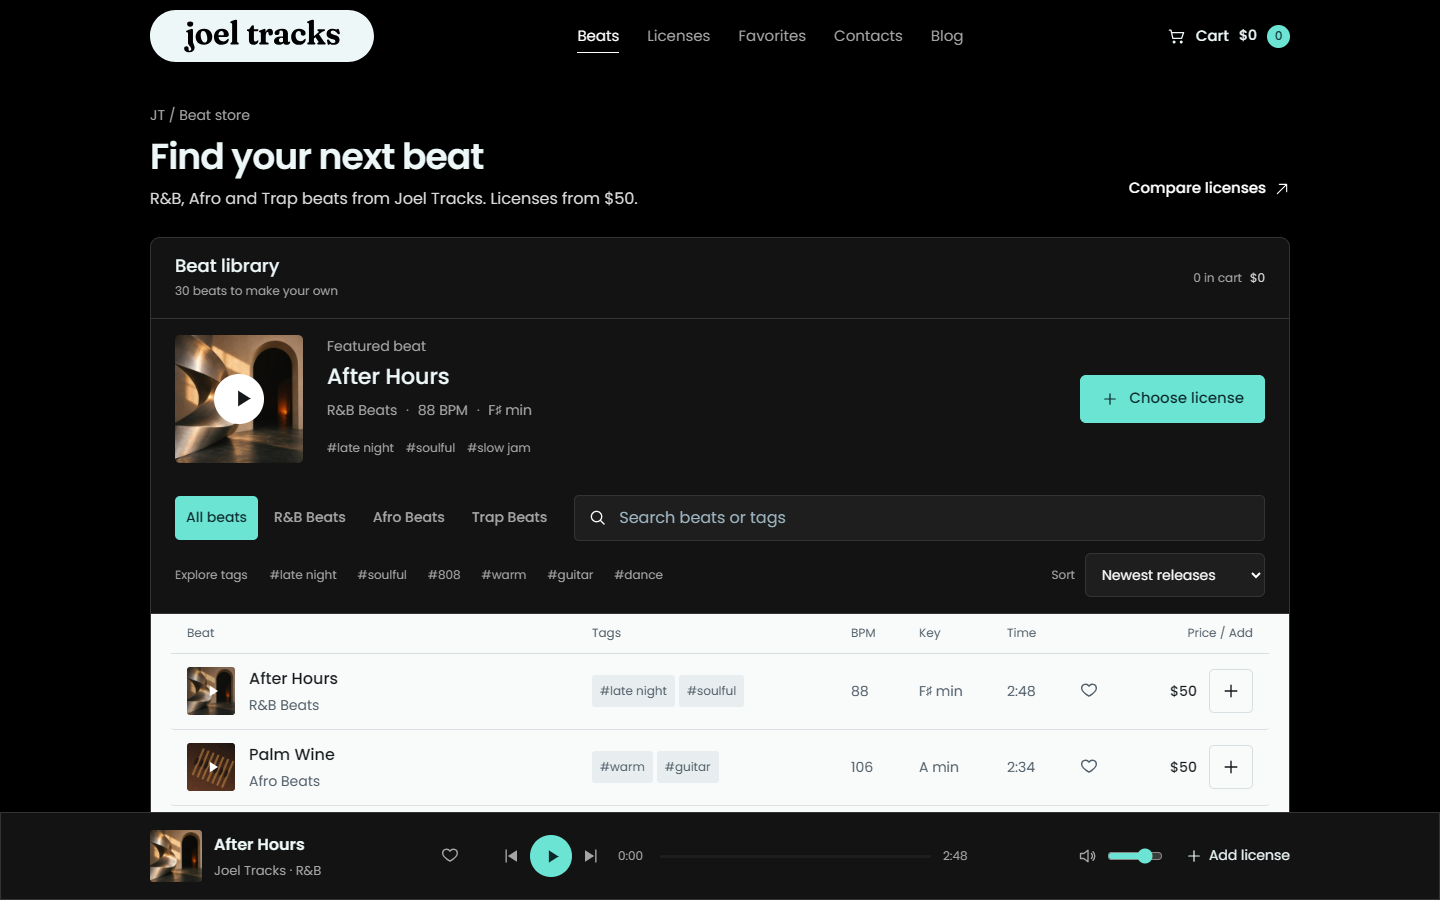 joel tracks
Beats Licenses Favorites Contacts Blog
Cart $0 0
JT / Beat store
Find your next beat
R&B, Afro and Trap beats from Joel Tracks. Licenses from $50.
Compare licenses
Beat library
30 beats to make your own
0 in cart $0
Featured beat
After Hours
R&B Beats · 88 BPM · F♯ min
#late night #soulful #slow jam
Choose license
All beats R&B Beats Afro Beats Trap Beats
Search beats or tags
Explore tags #late night #soulful #808 #warm #guitar #dance
Sort Newest releases
Beat Tags BPM Key Time Price / Add
After Hours
R&B Beats
#late night #soulful 88 F♯ min 2:48 $50
Palm Wine
Afro Beats
#warm #guitar 106 A min 2:34 $50
After Hours
Joel Tracks · R&B
0:00 2:48
Add license